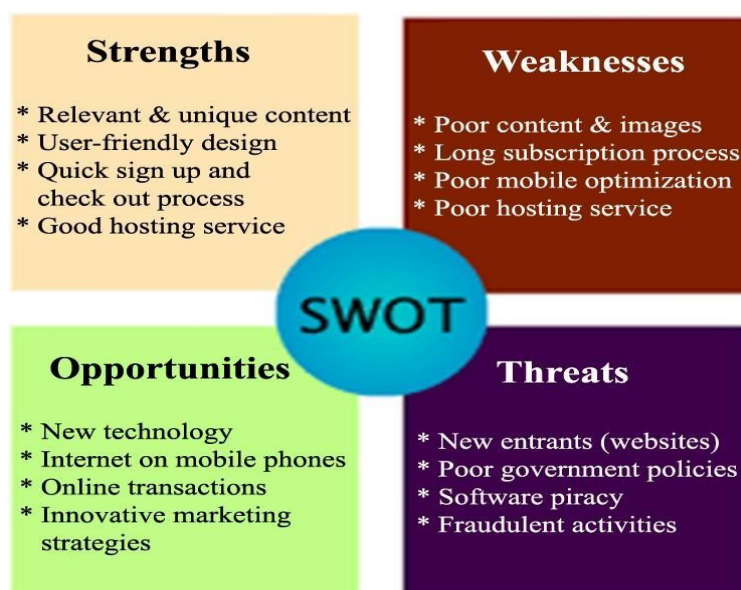 Strengths
* Relevant & unique content
* User-friendly design
* Quick sign up and
check out process
* Good hosting service
Weaknesses
* Poor content & images
* Long subscription process
* Poor mobile optimization
* Poor hosting service
SWOT
Opportunities
* New technology
* Internet on mobile phones
* Online transactions
* Innovative marketing
strategies
Threats
* New entrants (websites)
* Poor government policies
* Software piracy
* Fraudulent activities